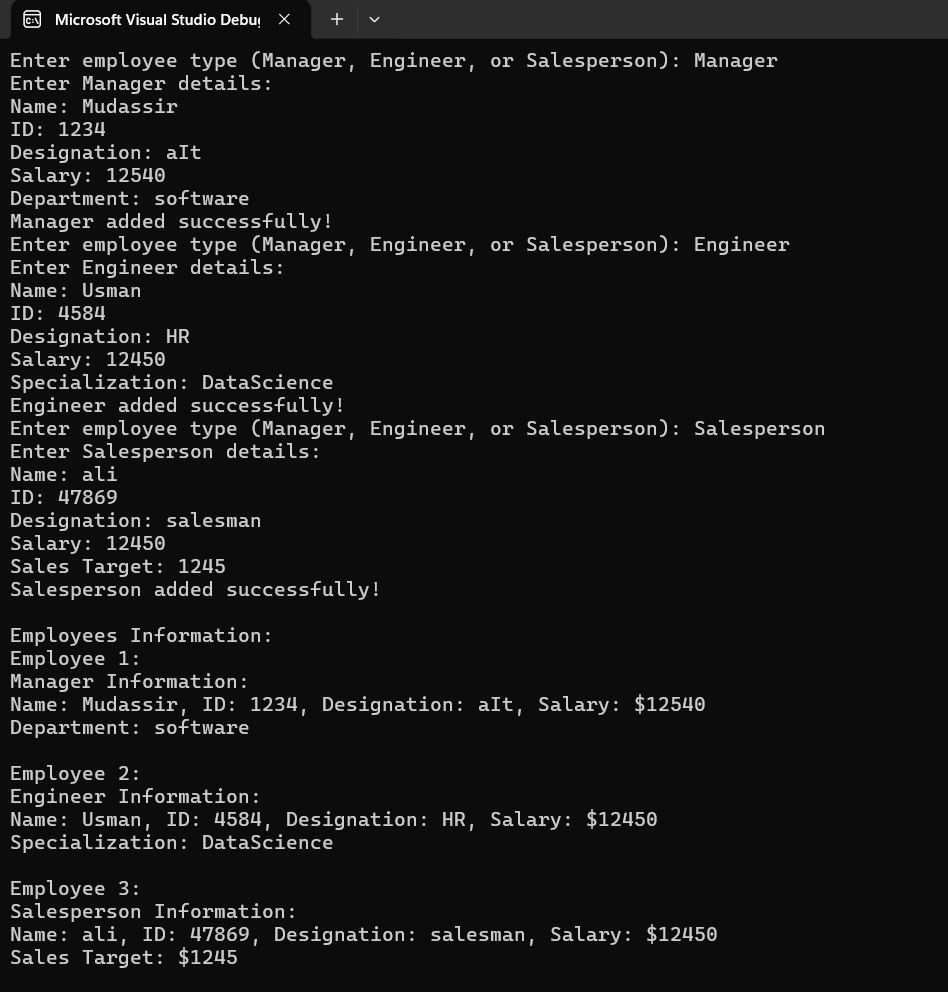 Microsoft Visual Studio Debu
Enter employee type (Manager, Engineer, or Salesperson): Manager
Enter Manager details:
Name: Mudassir
ID: 1234
Designation: aIt
Salary: 12540
Department: software
Manager added successfully!
Enter employee type (Manager, Engineer, or Salesperson): Engineer
Enter Engineer details:
Name: Usman
ID: 4584
Designation: HR
Salary: 12450
Specialization: DataScience
Engineer added successfully!
Enter employee type (Manager, Engineer, or Salesperson): Salesperson
Enter Salesperson details:
Name: ali
ID: 47869
Designation: salesman
Salary: 12450
Sales Target: 1245
Salesperson added successfully!

Employees Information:
Employee 1:
Manager Information:
Name: Mudassir, ID: 1234, Designation: aIt, Salary: $12540
Department: software

Employee 2:
Engineer Information:
Name: Usman, ID: 4584, Designation: HR, Salary: $12450
Specialization: DataScience

Employee 3:
Salesperson Information:
Name: ali, ID: 47869, Designation: salesman, Salary: $12450
Sales Target: $1245